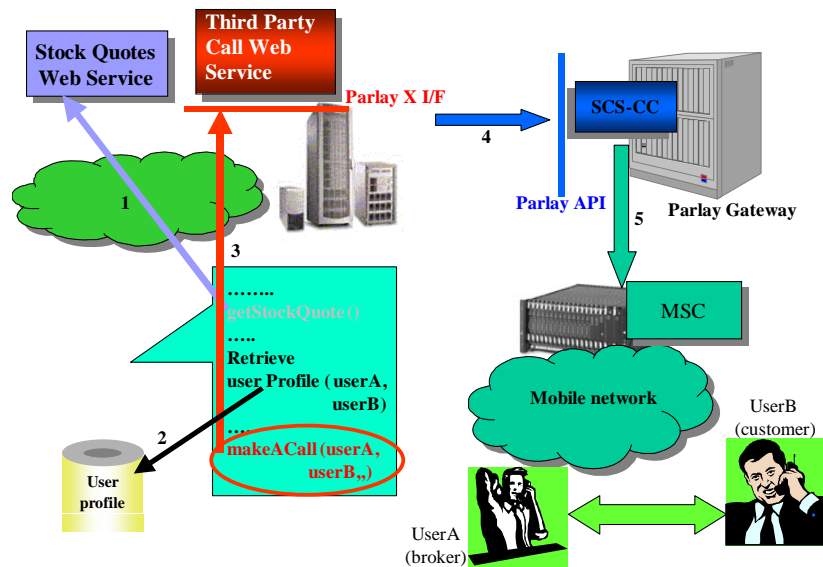 Stock Quotes
Web Service
Third Party
Call Web
Service
Parlay X I/F
4
SCS-CC
Parlay API
Parlay Gateway
1
3
5
MSC
……..
getStockQuote ()
…..
Retrieve
user Profile ( userA,
userB)
….
makeACall (userA,
userB,,)
2
User
profile
Mobile network
UserB
(customer)
UserA
(broker)